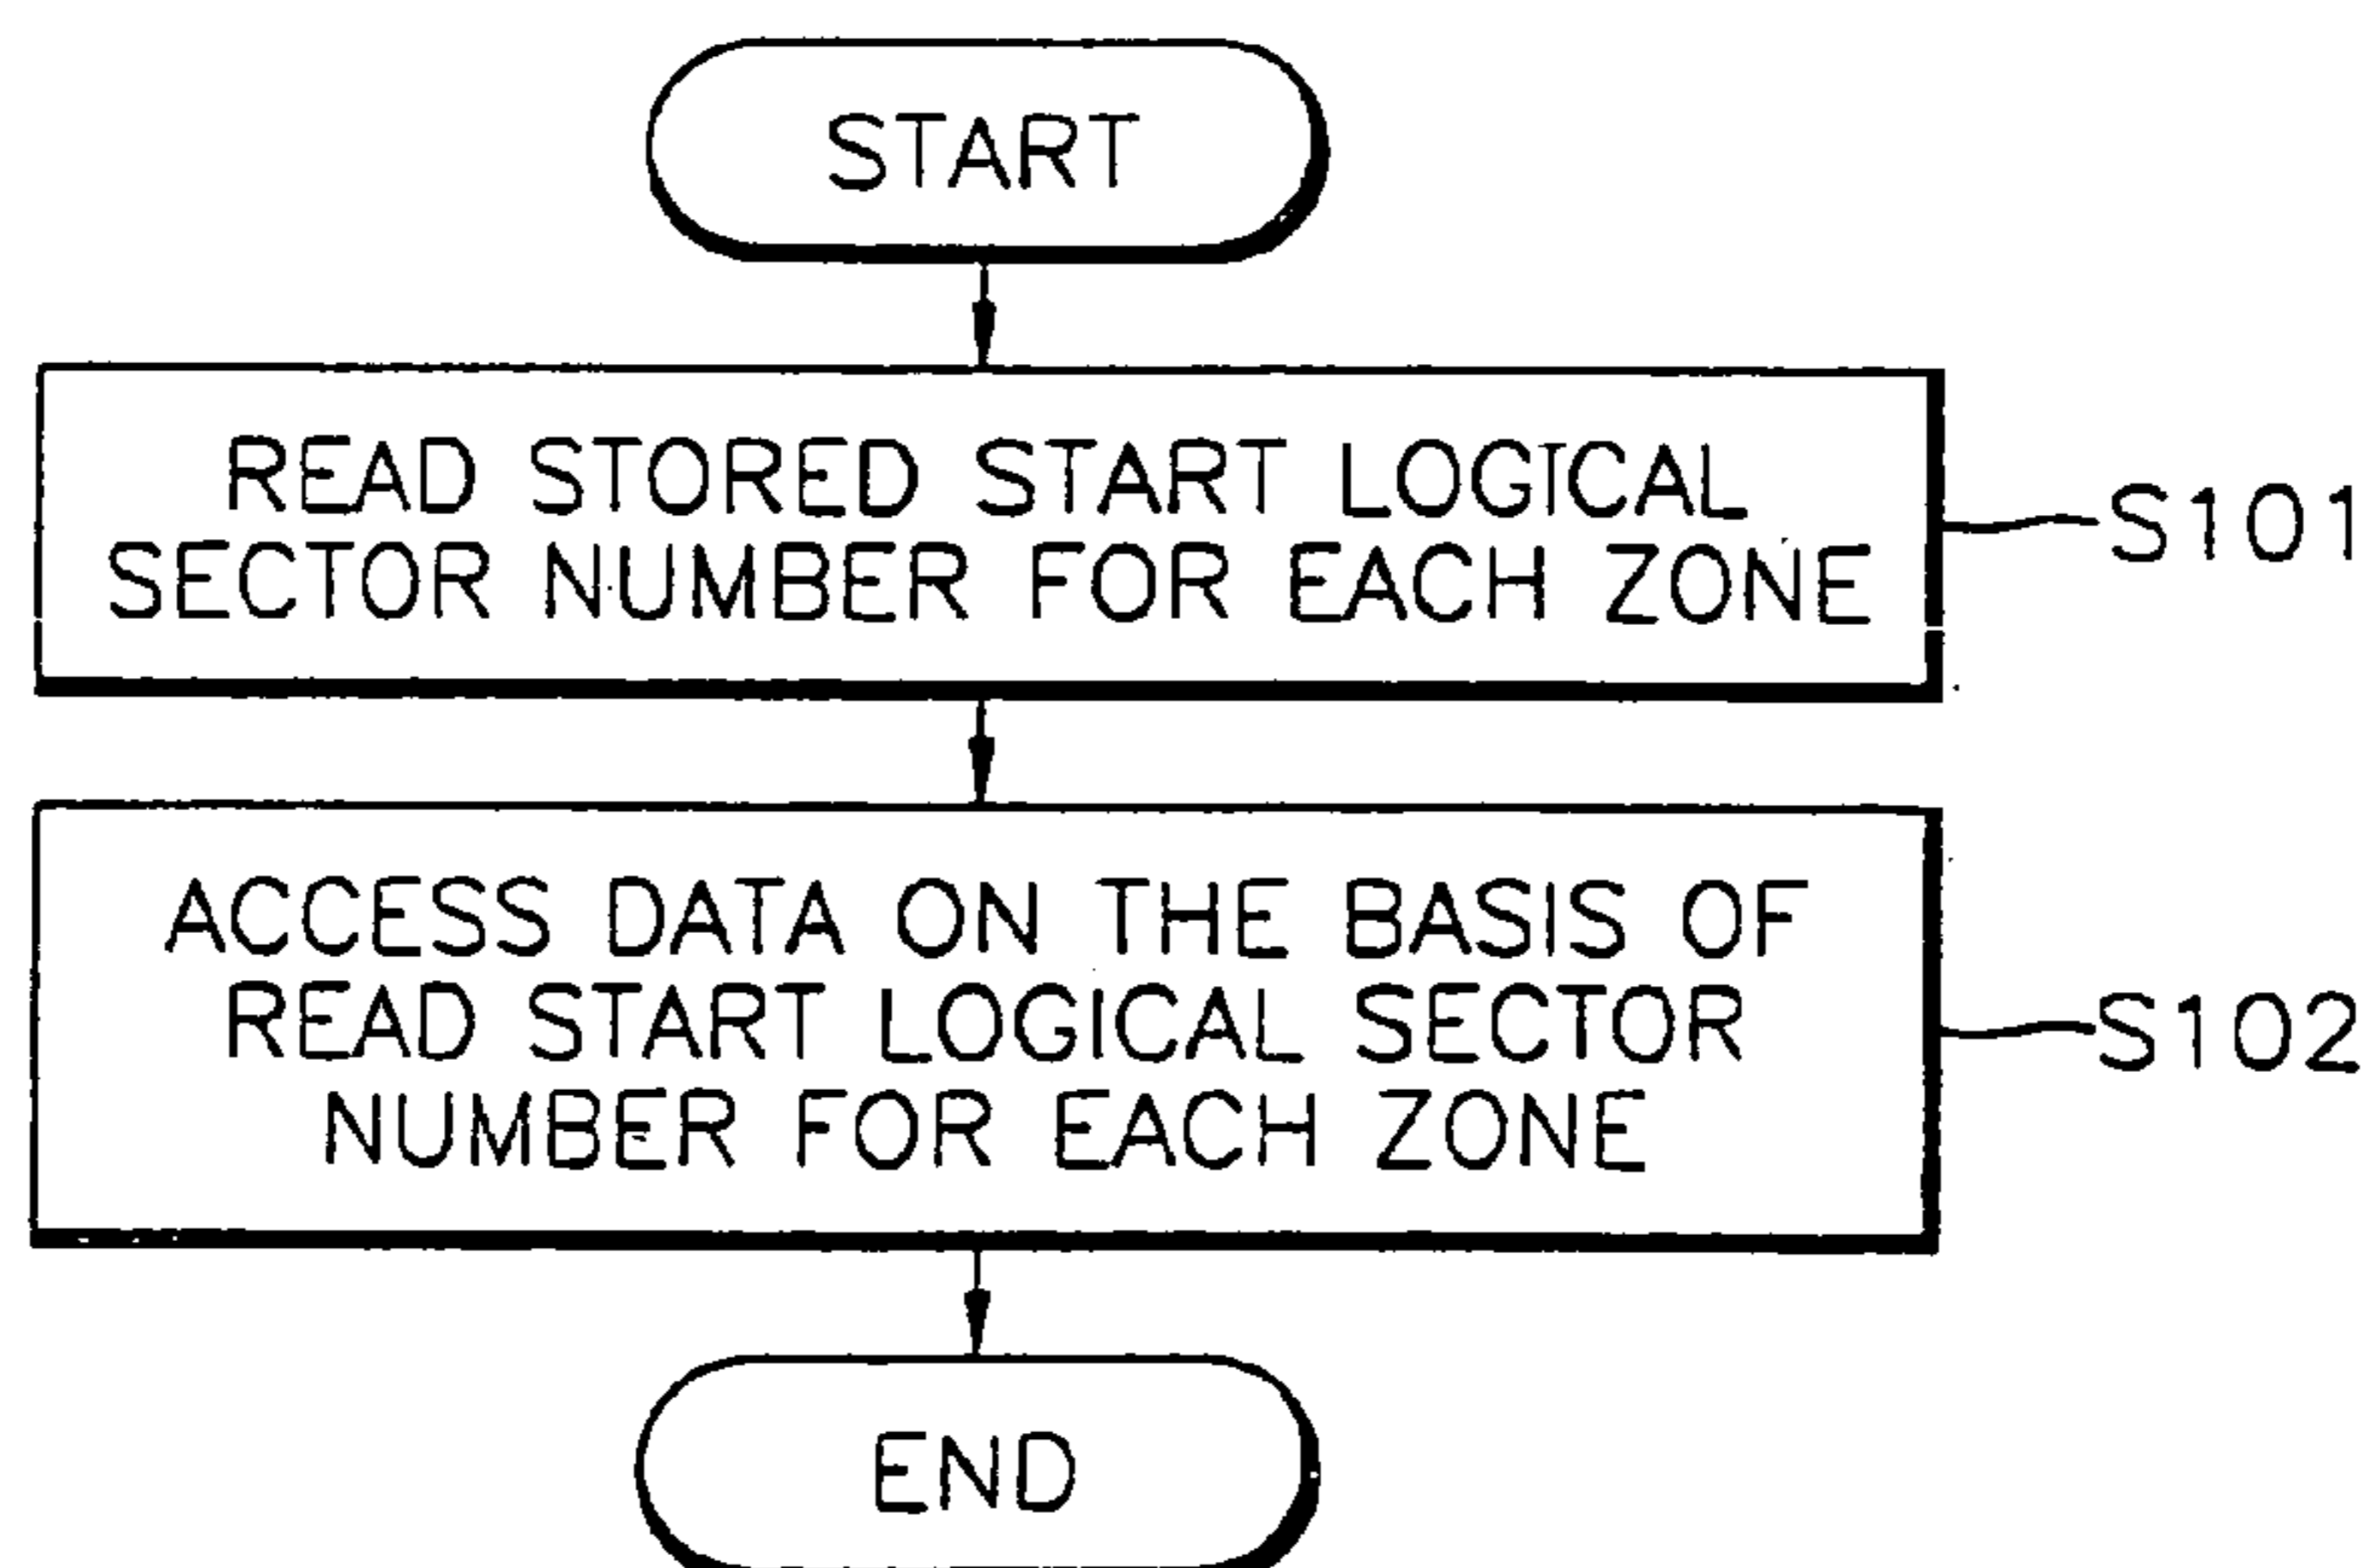 START
READ STORED START LOGICAL
SECTOR NUMBER FOR EACH ZONE
S101
ACCESS DATA ON THE BASIS OF
READ START LOGICAL SECTOR
NUMBER FOR EACH ZONE
S102
END